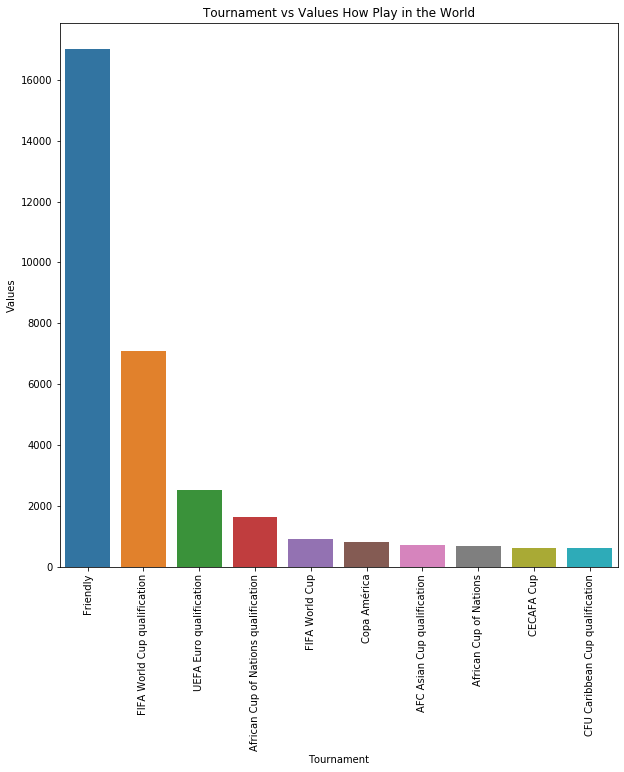 Tournament vs Values How Play in the World
Values
16000
14000
12000
10000
8000
6000
4000
2000
0
Friendly
FIFA World Cup qualification
UEFA Euro qualification
African Cup of Nations qualification
FIFA World Cup
Copa América
AFC Asian Cup qualification
African Cup of Nations
CECAFA Cup
CFU Caribbean Cup qualification
Tournament